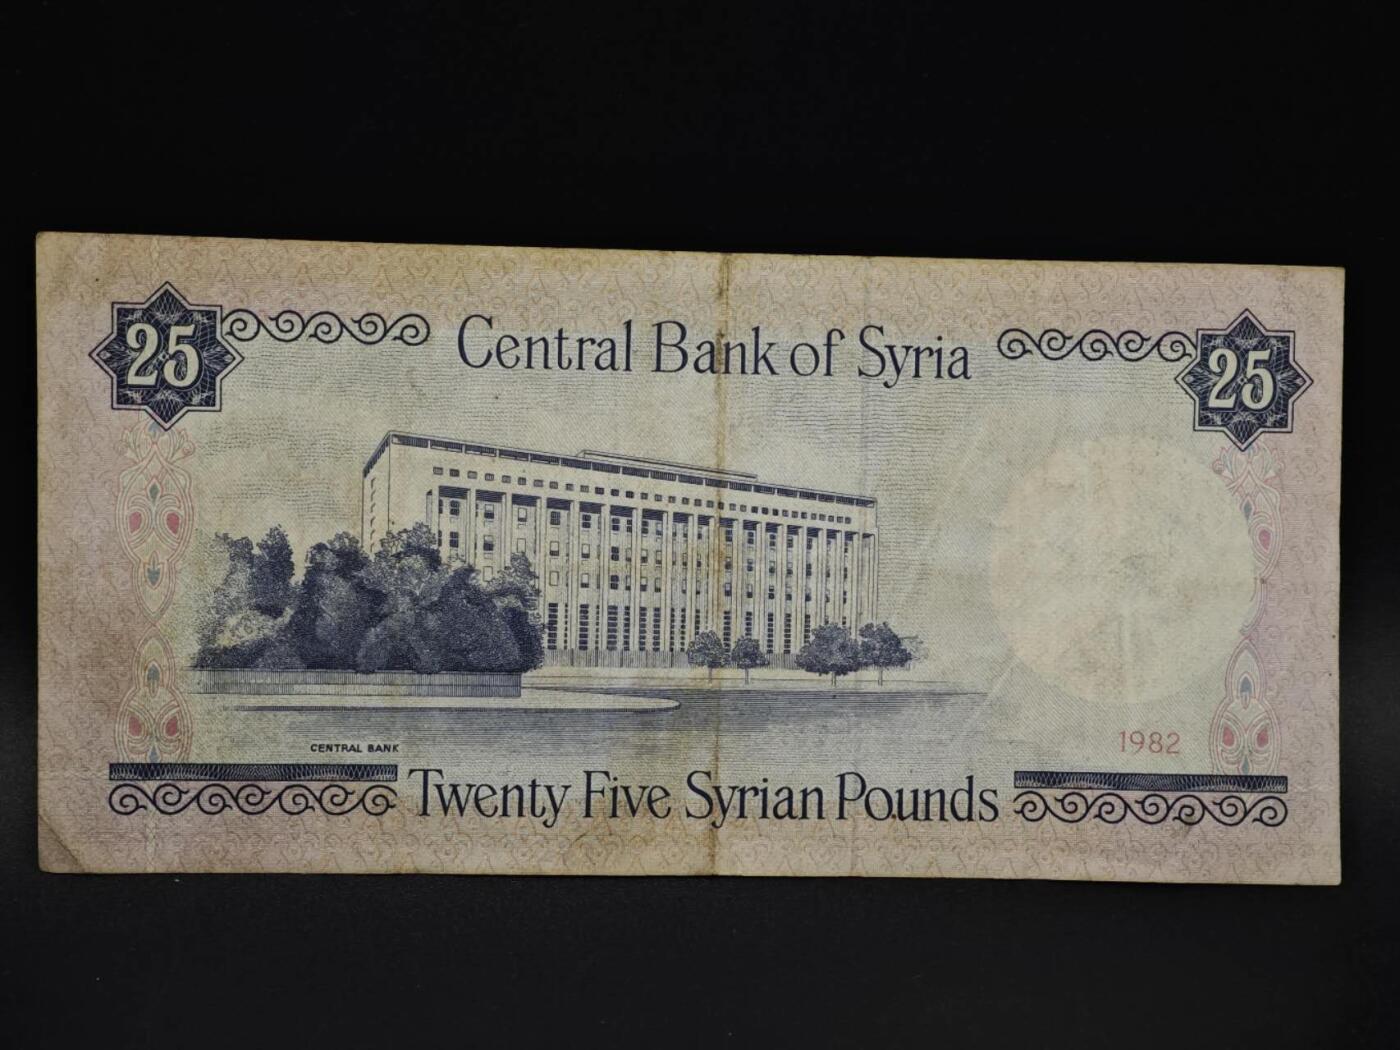 25 Central Bank of Syria 25
CENTRAL BANK
1982
Twenty Five Syrian Pounds